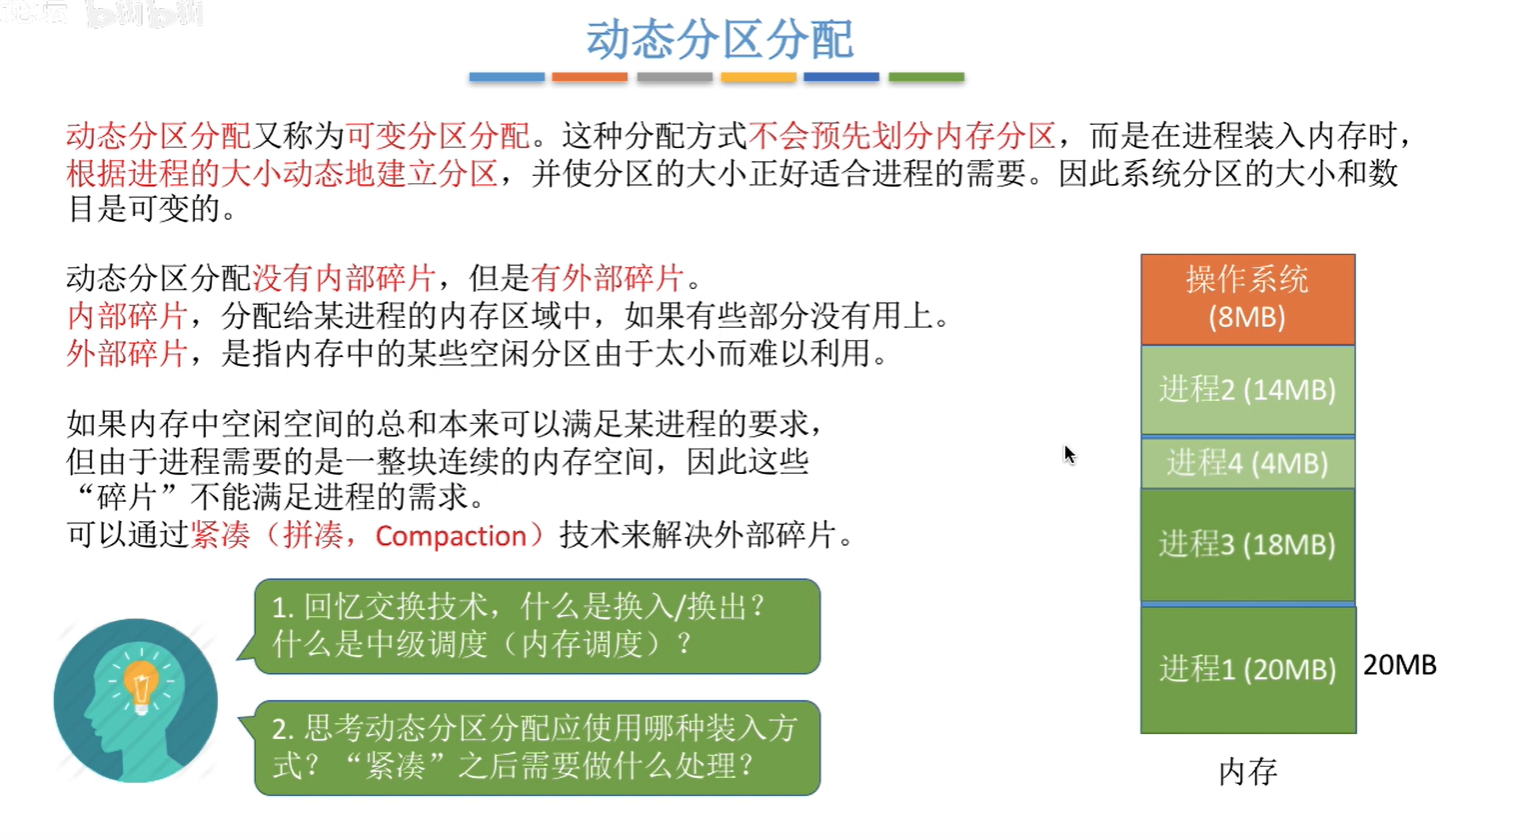 动态分区分配
动态分区分配又称为可变分区分配。这种分配方式不会预先划分内存分区，而是在进程装入内存时，
根据进程的大小动态地建立分区，并使分区的大小正好适合进程的需要。因此系统分区的大小和数
目是可变的。
动态分区分配没有内部碎片，但是有外部碎片。
内部碎片，分配给某进程的内存区域中，如果有些部分没有用上。
外部碎片，是指内存中的某些空闲分区由于太小而难以利用。
如果内存中空闲空间的总和本来可以满足某进程的要求，
但由于进程需要的是一整块连续的内存空间，因此这些
“碎片”不能满足进程的需求。
可以通过紧凑（拼凑，Compaction）技术来解决外部碎片。
1. 回忆交换技术，什么是换入/换出？
什么是中级调度（内存调度）？
2. 思考动态分区分配应使用哪种装入方
式？“紧凑”之后需要做什么处理？
操作系统
(8MB)
进程2 (14MB)
进程4 (4MB)
进程3 (18MB)
进程1 (20MB)
20MB
内存